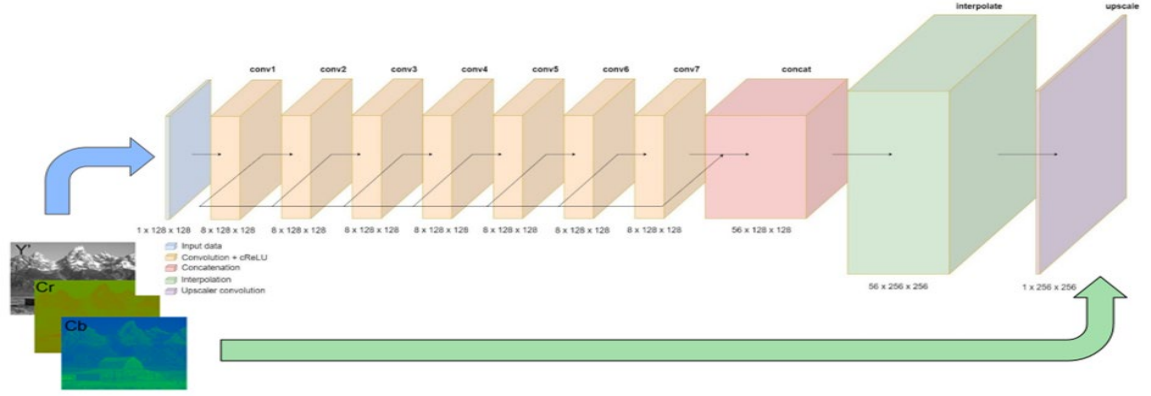 interpolate upscale
conv1 conv2 conv3 conv4 conv5 conv6 conv7 concat
1 x 128 x 128 8 x 128 x 128 8 x 128 x 128 8 x 128 x 128 8 x 128 x 128 8 x 128 x 128 8 x 128 x 128 8 x 128 x 128 56 x 128 x 128
Y'
Input data
Convolution + cReLU
Concatenation
Interpolation
Upscaler convolution
56 x 256 x 256 1 x 256 x 256
Cr
Cb